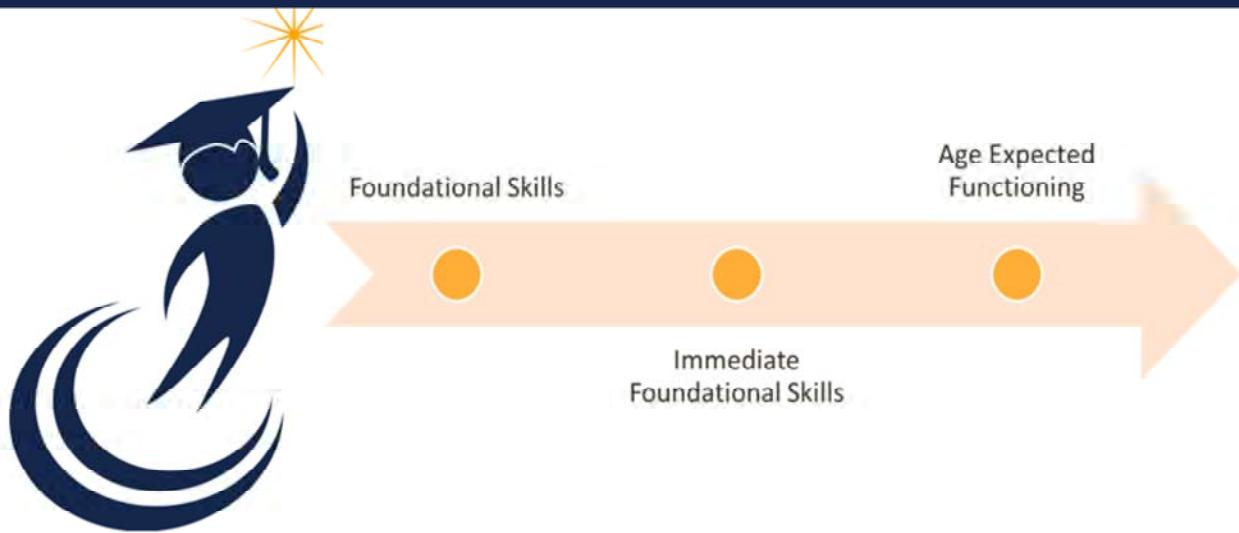 Foundational Skills
Immediate
Foundational Skills
Age Expected
Functioning